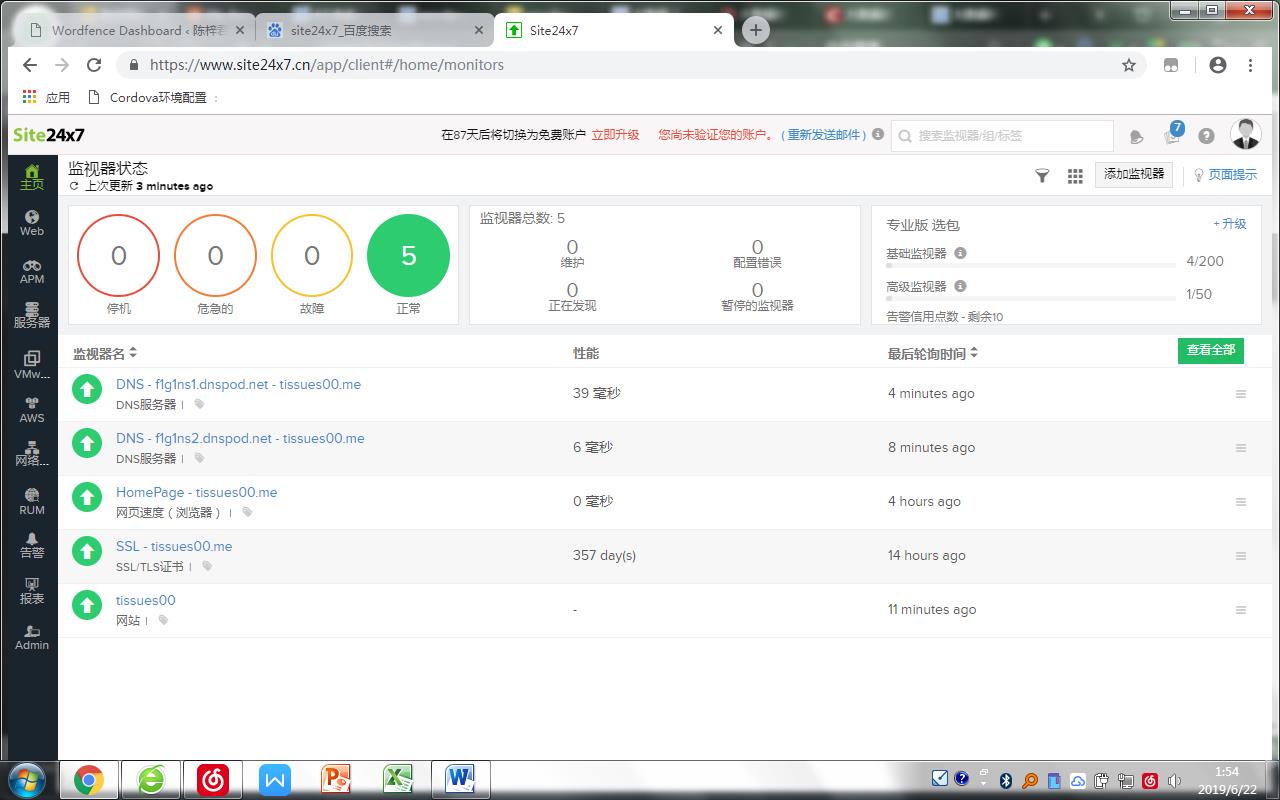 Wordfence Dashboard ‹ 陈梓君
site24x7_百度搜索
Site24x7
https://www.site24x7.cn/app/client#/home/monitors
应用
Cordova环境配置 :
Site24x7
在87天后将切换为免费账户 立即升级 您尚未验证您的账户。 ( 重新发送邮件 )
搜索监视器/组/标签
7
主页
Web
APM
服务器
VMw...
AWS
网络...
RUM
告警
报表
Admin
监视器状态
上次更新 3 minutes ago
添加监视器
页面提示
0
停机
0
危急的
0
故障
5
正常
监视器总数: 5
0
维护
0
配置错误
0
正在发现
0
暂停的监视器
专业版 选包
+ 升级
基础监视器
4/200
高级监视器
1/50
告警信用点数 - 剩余10
监视器名 性能 最后轮询时间 查看全部
DNS - f1g1ns1.dnspod.net - tissues00.me
DNS服务器 |
39 毫秒
4 minutes ago
DNS - f1g1ns2.dnspod.net - tissues00.me
DNS服务器 |
6 毫秒
8 minutes ago
HomePage - tissues00.me
网页速度 ( 浏览器 ) |
0 毫秒
4 hours ago
SSL - tissues00.me
SSL/TLS证书 |
357 day(s)
14 hours ago
tissues00
网站 |
-
11 minutes ago
1:54
2019/6/22